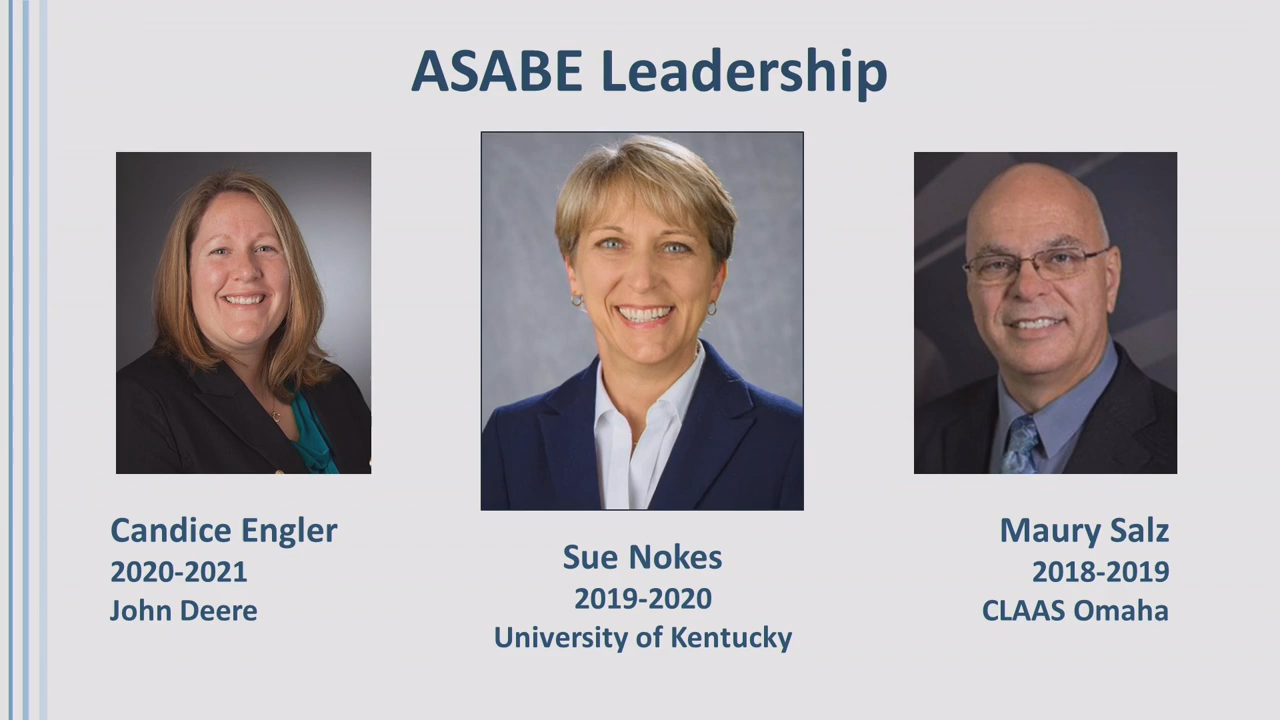 ASABE Leadership
Candice Engler
2020-2021
John Deere
Sue Nokes
2019-2020
University of Kentucky
Maury Salz
2018-2019
CLAAS Omaha